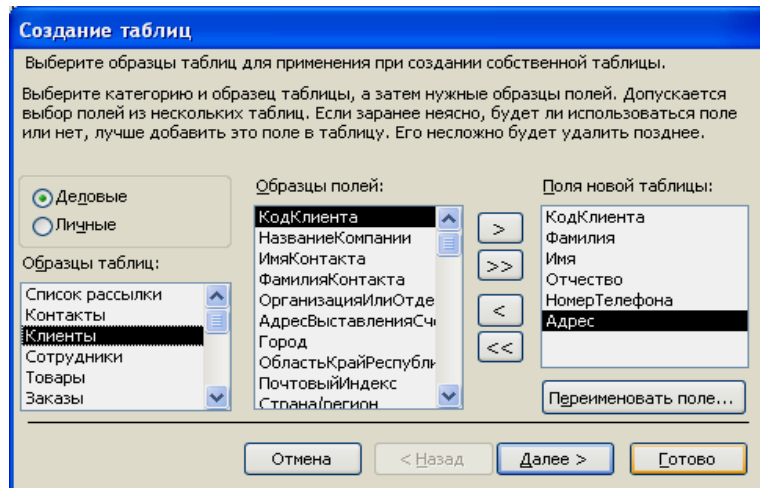 Создание таблиц
Выберите образцы таблиц для применения при создании собственной таблицы.
Выберите категорию и образец таблицы, а затем нужные образцы полей. Допускается
выбор полей из нескольких таблиц. Если заранее неясно, будет ли использоваться поле
или нет, лучше добавить это поле в таблицу. Его несложно будет удалить позднее.
Деловые
Личные
Образцы таблиц:
Список рассылки
Контакты
Клиенты
Сотрудники
Товары
Заказы
Образцы полей:
КодКлиента
НазваниеКомпании
ИмяКонтакта
ФамилияКонтакта
ОрганизацияИлиОтде
АдресВыставленияСч
Город
ОбластьКрайРеспубли
ПочтовыйИндекс
Страна/регион
>
>>
<
<<
Поля новой таблицы:
КодКлиента
Фамилия
Имя
Отчество
НомерТелефона
Адрес
Переименовать поле...
Отмена
< Назад
Далее >
Готово